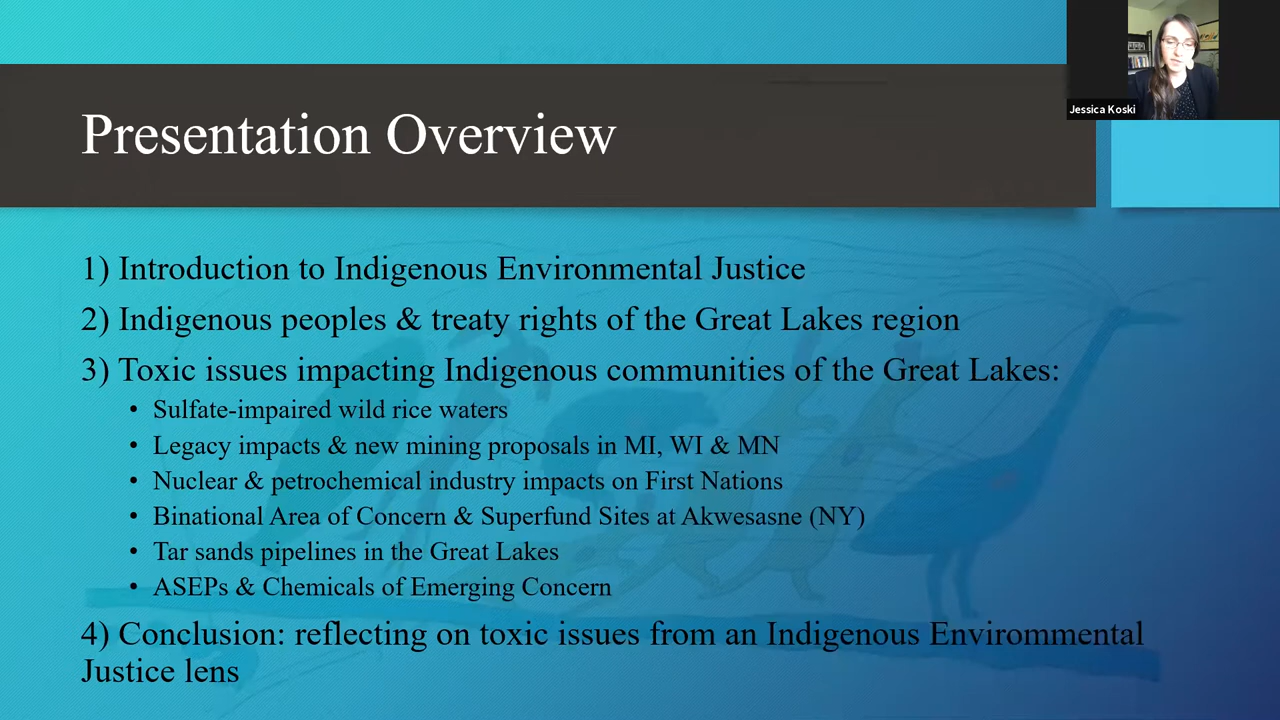 Jessica Koski
Presentation Overview
1) Introduction to Indigenous Environmental Justice
2) Indigenous peoples & treaty rights of the Great Lakes region
3) Toxic issues impacting Indigenous communities of the Great Lakes:
• Sulfate-impaired wild rice waters
• Legacy impacts & new mining proposals in MI, WI & MN
• Nuclear & petrochemical industry impacts on First Nations
• Binational Area of Concern & Superfund Sites at Akwesasne (NY)
• Tar sands pipelines in the Great Lakes
• ASEPs & Chemicals of Emerging Concern
4) Conclusion: reflecting on toxic issues from an Indigenous Envirommental
Justice lens